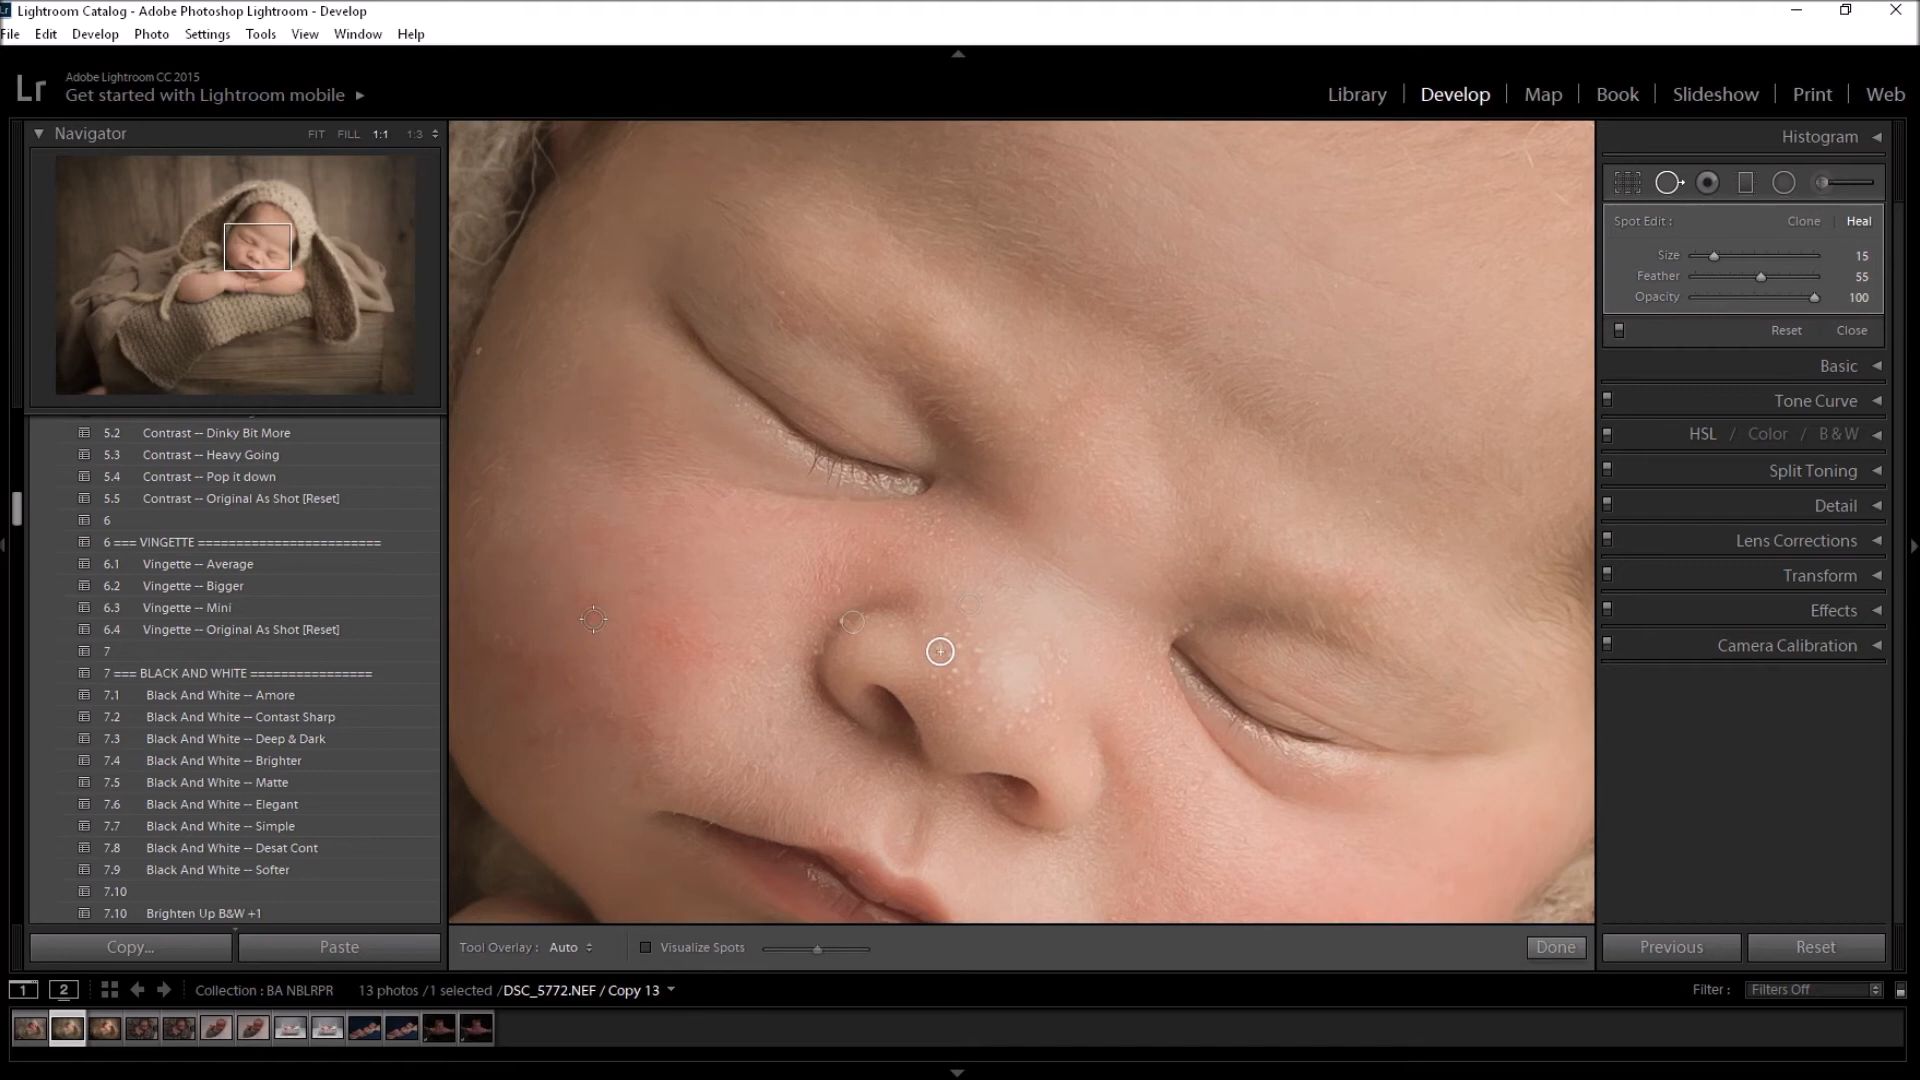 Lightroom Catalog - Adobe Photoshop Lightroom - Develop
File Edit Develop Photo Settings Tools View Window Help
Lr
Adobe Lightroom CC 2015
Get started with Lightroom mobile
Library Develop Map Book Slideshow Print Web
Navigator FIT FILL 1:1 1:3
5.2 Contrast -- Dinky Bit More
5.3 Contrast -- Heavy Going
5.4 Contrast -- Pop it down
5.5 Contrast -- Original As Shot [Reset]
6
6 === VINGETTE ========================
6.1 Vingette -- Average
6.2 Vingette -- Bigger
6.3 Vingette -- Mini
6.4 Vingette -- Original As Shot [Reset]
7
7 === BLACK AND WHITE ================
7.1 Black And White -- Amore
7.2 Black And White -- Contast Sharp
7.3 Black And White -- Deep & Dark
7.4 Black And White -- Brighter
7.5 Black And White -- Matte
7.6 Black And White -- Elegant
7.7 Black And White -- Simple
7.8 Black And White -- Desat Cont
7.9 Black And White -- Softer
7.10
7.10 Brighten Up B&W +1
Copy... Paste
Tool Overlay : Auto Visualize Spots Done
Histogram
Spot Edit : Clone Heal
Size 15
Feather 55
Opacity 100
Reset Close
Basic
Tone Curve
HSL / Color / B & W
Split Toning
Detail
Lens Corrections
Transform
Effects
Camera Calibration
Previous Reset
1 2 Collection : BA NBLRPR 13 photos / 1 selected / DSC_5772.NEF / Copy 13 Filter : Filters Off